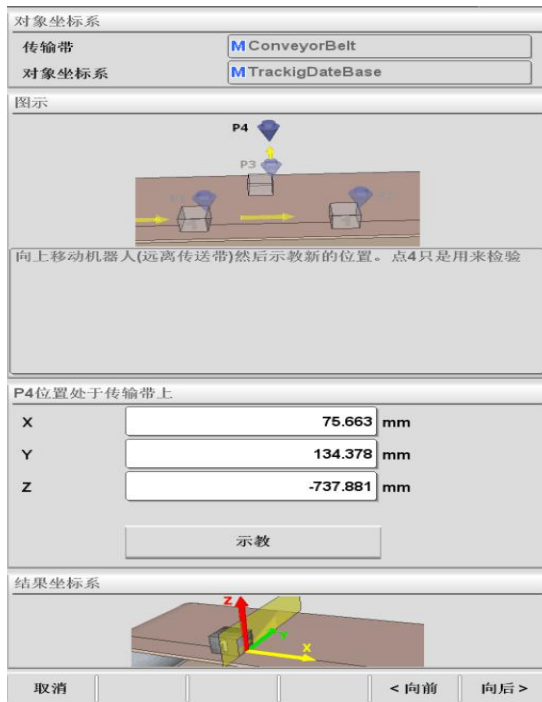 对象坐标系
传输带 M ConveyorBelt
对象坐标系 M TrackigDateBase
图示
P4
P3
向上移动机器人(远离传送带)然后示教新的位置。点4只是用来检验
P4位置处于传输带上
X 75.663 mm
Y 134.378 mm
Z -737.881 mm
示教
结果坐标系
Z
Y
X
取消 < 向前 向后 >